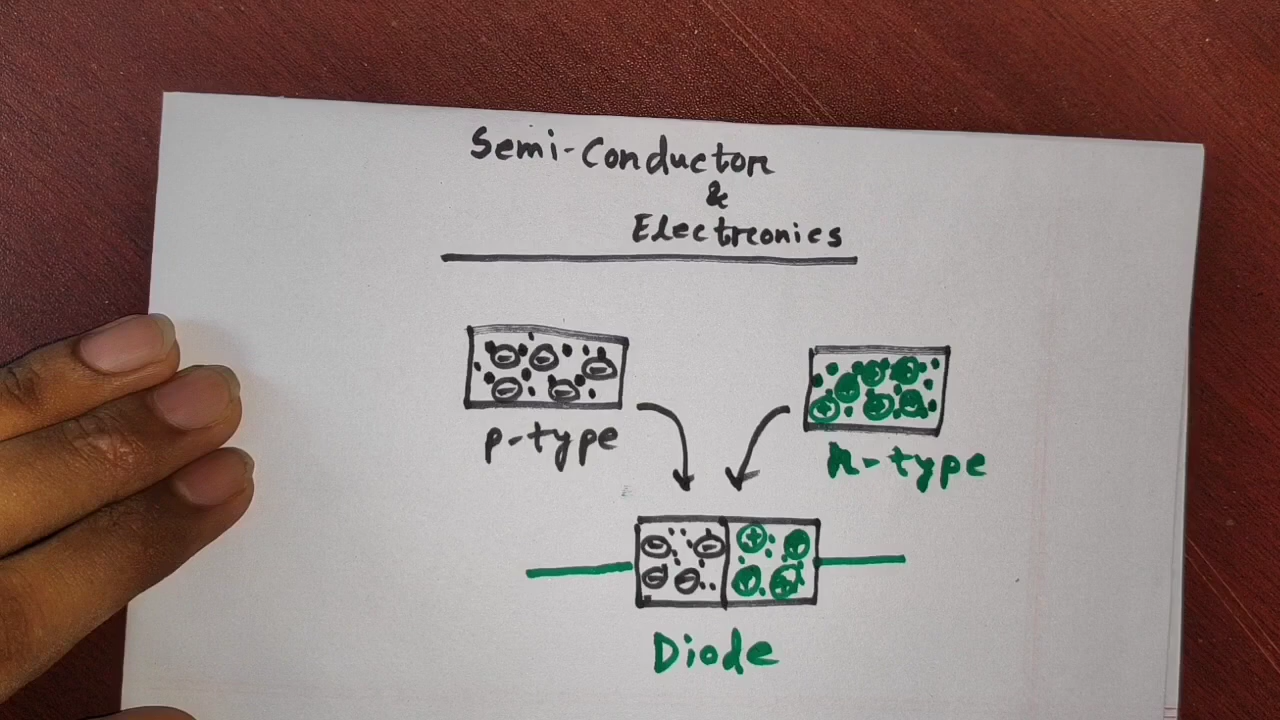 Semi-Conductor
&
Electronics
p-type
n-type
Diode